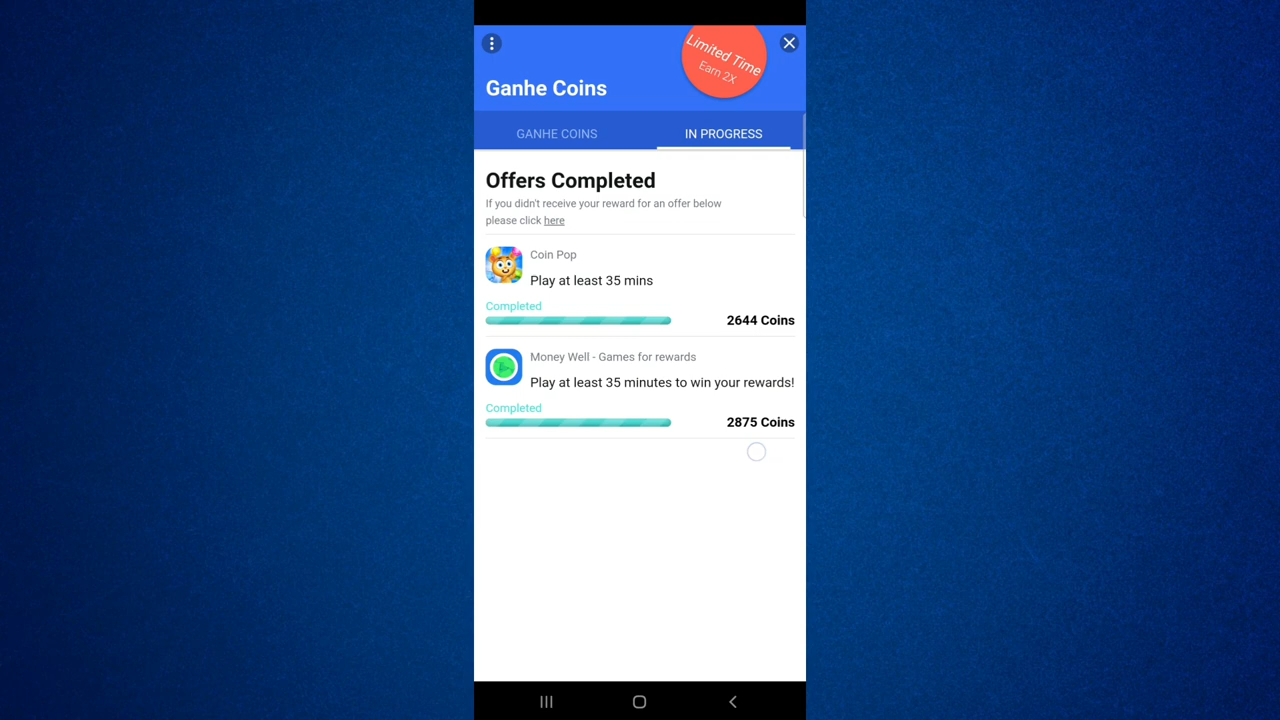 Limited Time
Earn 2X
Ganhe Coins
GANHE COINS
IN PROGRESS
Offers Completed
If you didn't receive your reward for an offer below
please click here
Coin Pop
Play at least 35 mins
Completed
2644 Coins
Money Well - Games for rewards
Play at least 35 minutes to win your rewards!
Completed
2875 Coins